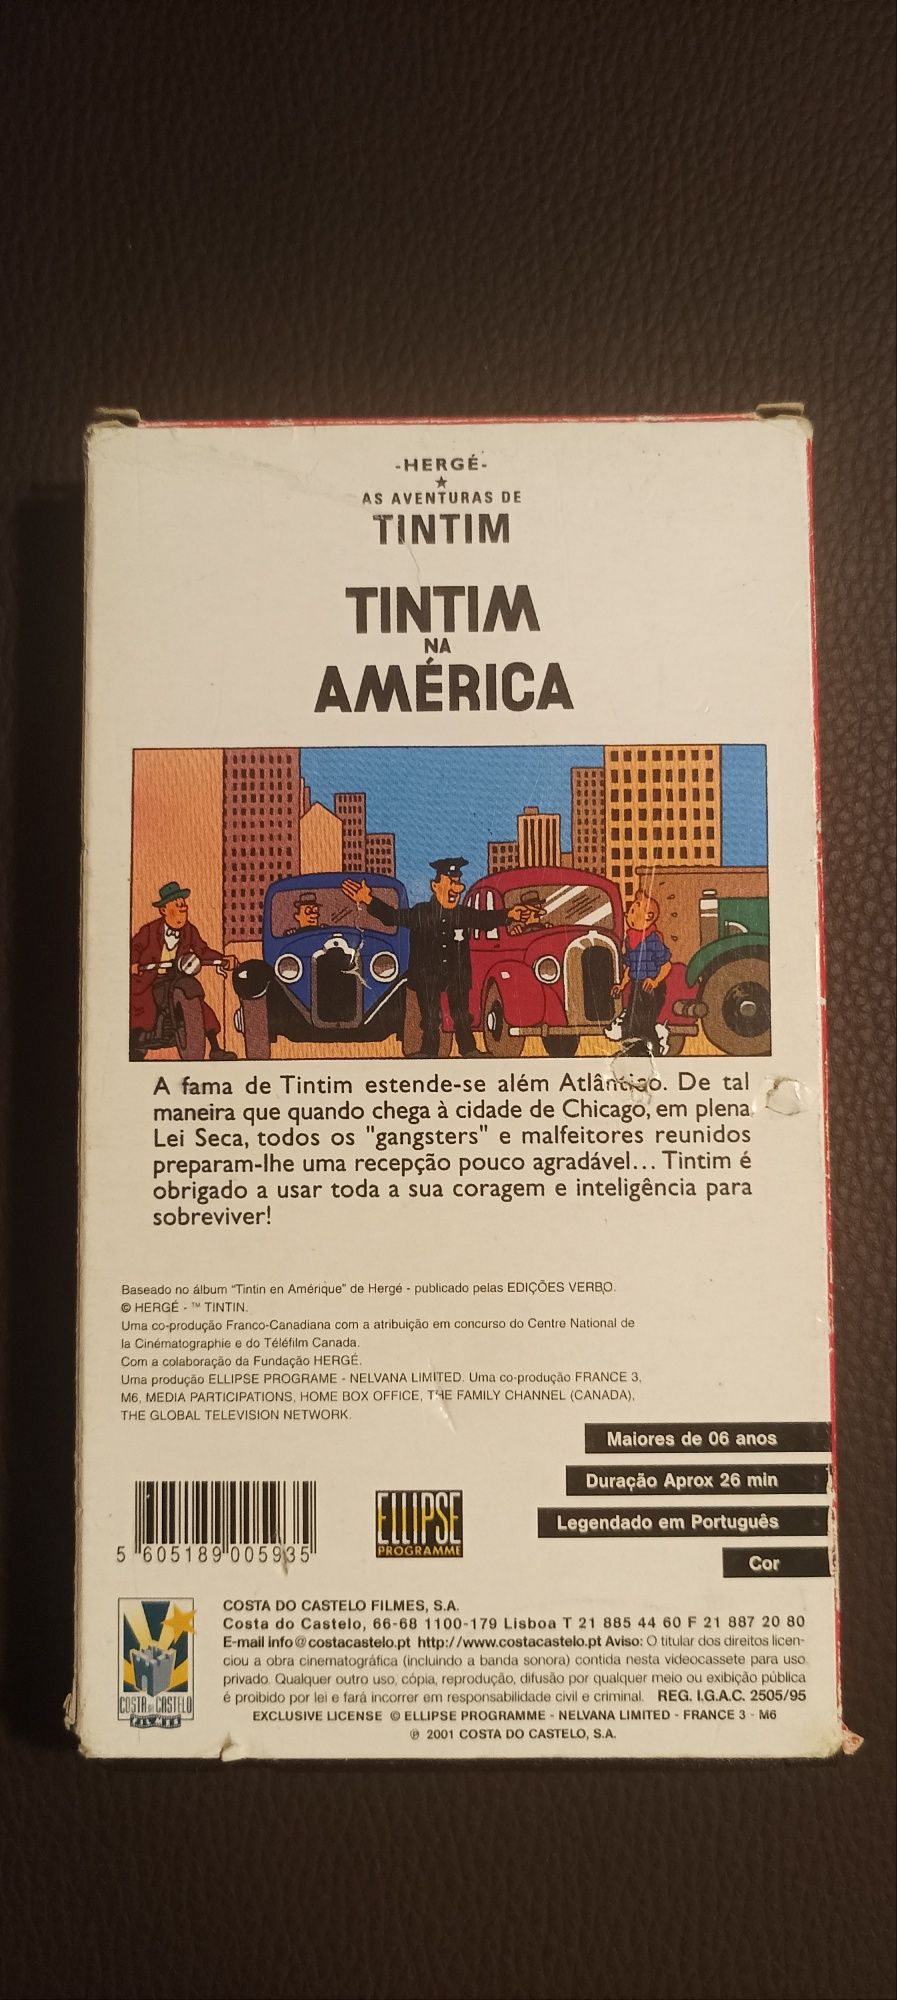 -HERGÉ-
AS AVENTURAS DE
TINTIM
TINTIM
NA
AMÉRICA
A fama de Tintim estende-se além Atlântico. De tal
maneira que quando chega à cidade de Chicago, em plena
Lei Seca, todos os "gangsters" e malfeitores reunidos
preparam-lhe uma recepção pouco agradável... Tintim é
obrigado a usar toda a sua coragem e inteligência para
sobreviver!
Baseado no álbum "Tintin en Amérique" de Hergé - publicado pelas EDIÇÕES VERBO.
© HERGÉ - ™ TINTIN.
Uma co-produção Franco-Canadiana com a atribuição em concurso do Centre National de
la Cinématographie e do Téléfilm Canada.
Com a colaboração da Fundação HERGÉ.
Uma produção ELLIPSE PROGRAME - NELVANA LIMITED. Uma co-produção FRANCE 3,
M6, MEDIA PARTICIPATIONS, HOME BOX OFFICE, THE FAMILY CHANNEL (CANADA),
THE GLOBAL TELEVISION NETWORK.
Maiores de 06 anos
Duração Aprox 26 min
Legendado em Português
Cor
5 605189 005935
ELLIPSE
PROGRAMME
COSTA DO CASTELO
FILMES
COSTA DO CASTELO FILMES, S.A.
Costa do Castelo, 66-68 1100-179 Lisboa T 21 885 44 60 F 21 887 20 80
E-mail info@costacastelo.pt http://www.costacastelo.pt Aviso: O titular dos direitos licen-
ciou a obra cinematográfica (incluindo a banda sonora) contida nesta videocassete para uso
privado. Qualquer outro uso, cópia, reprodução, difusão por qualquer meio ou exibição pública
é proibido por lei e fará incorrer em responsabilidade civil e criminal. REG. I.G.A.C. 2505/95
EXCLUSIVE LICENSE © ELLIPSE PROGRAMME - NELVANA LIMITED - FRANCE 3 - M6
℗ 2001 COSTA DO CASTELO, S.A.